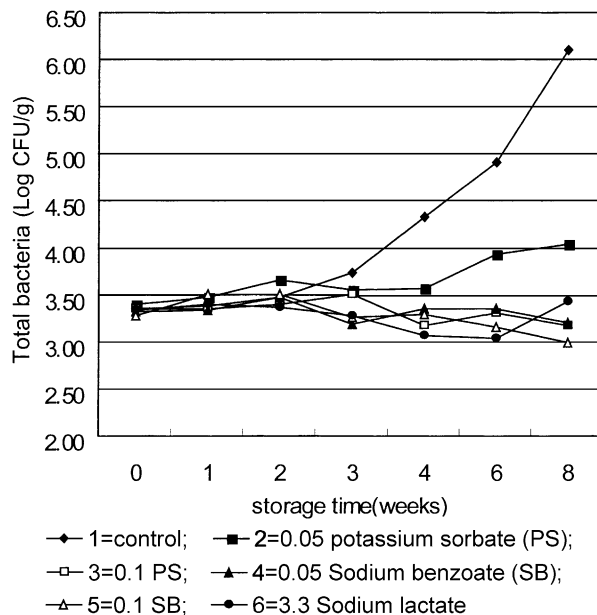 6.50
6.00
5.50
5.00
4.50
4.00
3.50
3.00
2.50
2.00
Total bacteria (Log CFU/g)
0 1 2 3 4 6 8
storage time(weeks)
1=control; 2=0.05 potassium sorbate (PS);
3=0.1 PS; 4=0.05 Sodium benzoate (SB);
5=0.1 SB; 6=3.3 Sodium lactate